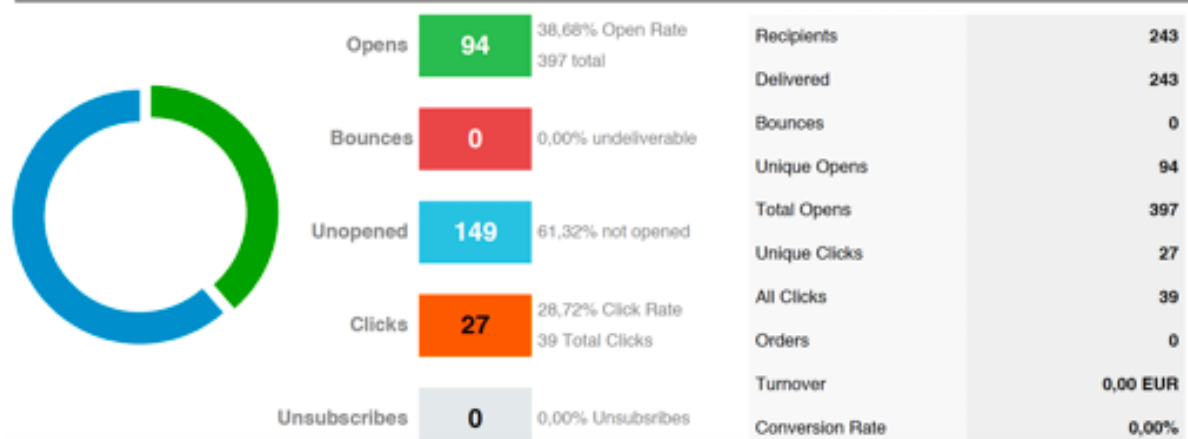 Opens 94 38,68% Open Rate
397 total
Bounces 0 0,00% undeliverable
Unopened 149 61,32% not opened
Clicks 27 28,72% Click Rate
39 Total Clicks
Unsubscribes 0 0,00% Unsubsribes
Recipients 243
Delivered 243
Bounces 0
Unique Opens 94
Total Opens 397
Unique Clicks 27
All Clicks 39
Orders 0
Turnover 0,00 EUR
Conversion Rate 0,00%